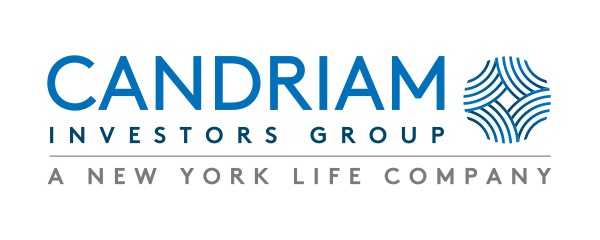 CANDRIAM
INVESTORS GROUP
A NEW YORK LIFE COMPANY